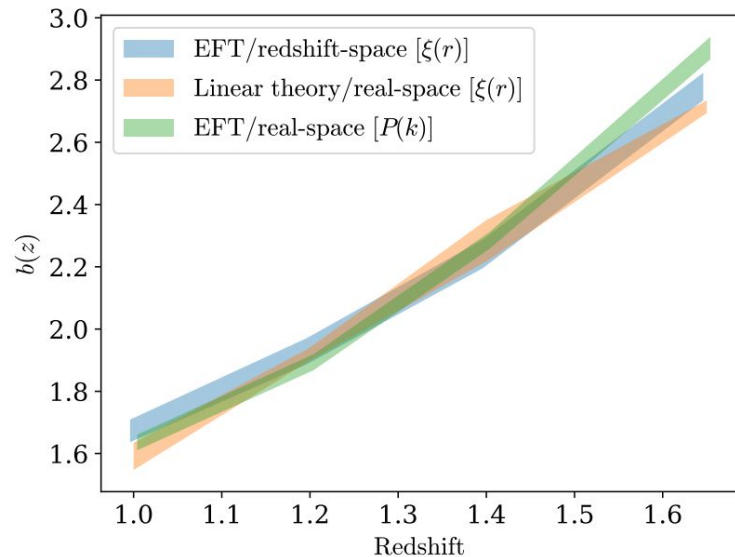 3.0
2.8
2.6
2.4
2.2
2.0
1.8
1.6
b(z)
EFT/redshift-space [ξ(r)]
Linear theory/real-space [ξ(r)]
EFT/real-space [P(k)]
1.0 1.1 1.2 1.3 1.4 1.5 1.6
Redshift